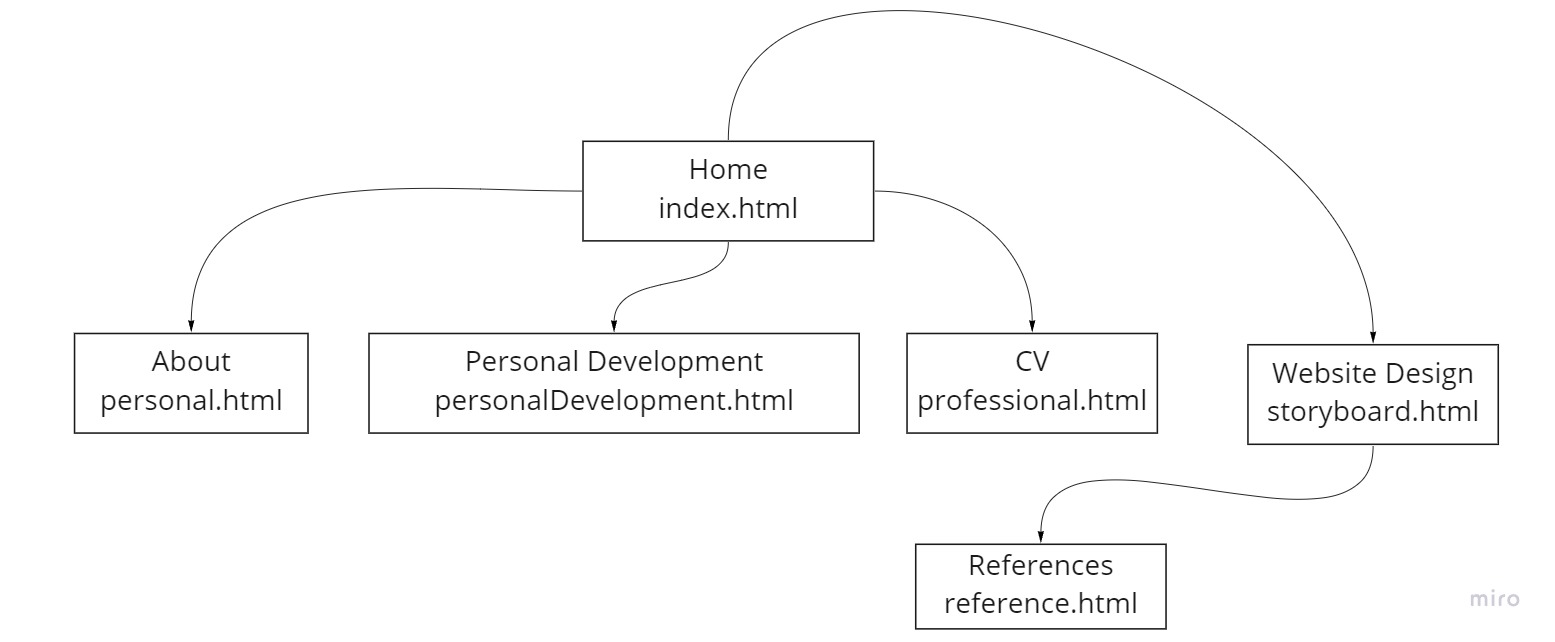 Home
index.html
About
personal.html
Personal Development
personalDevelopment.html
CV
professional.html
Website Design
storyboard.html
References
reference.html
miro